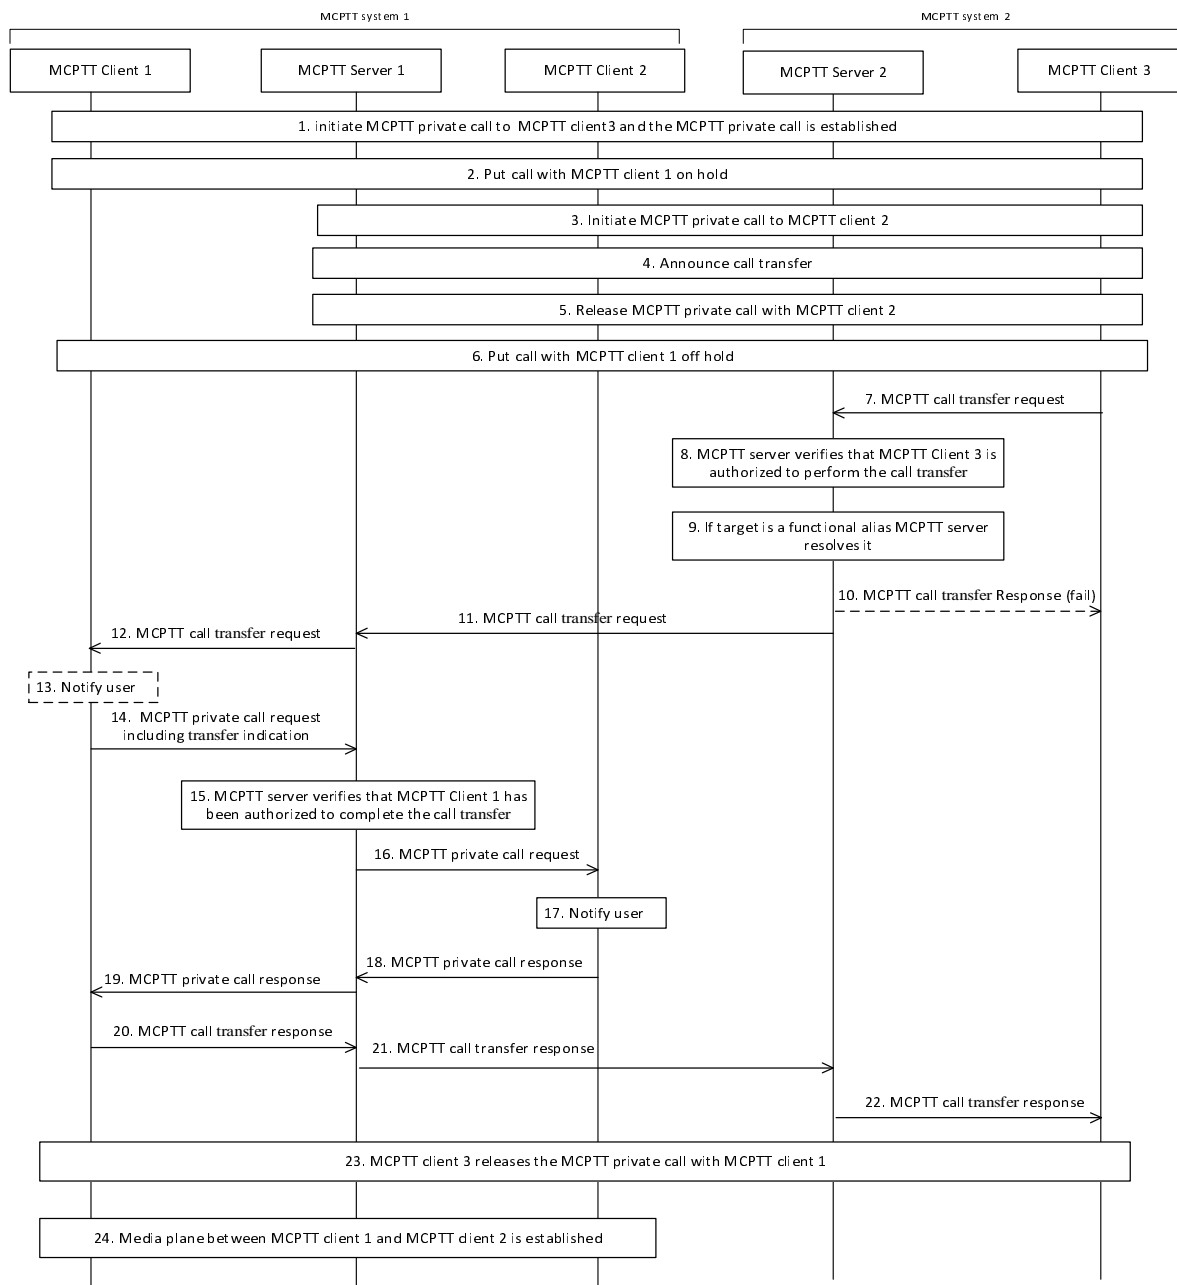 MCPTT system 1
MCPTT system 2
MCPTT Client 1
MCPTT Server 1
MCPTT Client 2
MCPTT Server 2
MCPTT Client 3
1. initiate MCPTT private call to MCPTT client3 and the MCPTT private call is established
2. Put call with MCPTT client 1 on hold
3. Initiate MCPTT private call to MCPTT client 2
4. Announce call transfer
5. Release MCPTT private call with MCPTT client 2
6. Put call with MCPTT client 1 off hold
7. MCPTT call transfer request
8. MCPTT server verifies that MCPTT Client 3 is
authorized to perform the call transfer
9. If target is a functional alias MCPTT server
resolves it
10. MCPTT call transfer Response (fail)
11. MCPTT call transfer request
12. MCPTT call transfer request
13. Notify user
14. MCPTT private call request
including transfer indication
15. MCPTT server verifies that MCPTT Client 1 has
been authorized to complete the call transfer
16. MCPTT private call request
17. Notify user
18. MCPTT private call response
19. MCPTT private call response
20. MCPTT call transfer response
21. MCPTT call transfer response
22. MCPTT call transfer response
23. MCPTT client 3 releases the MCPTT private call with MCPTT client 1
24. Media plane between MCPTT client 1 and MCPTT client 2 is established